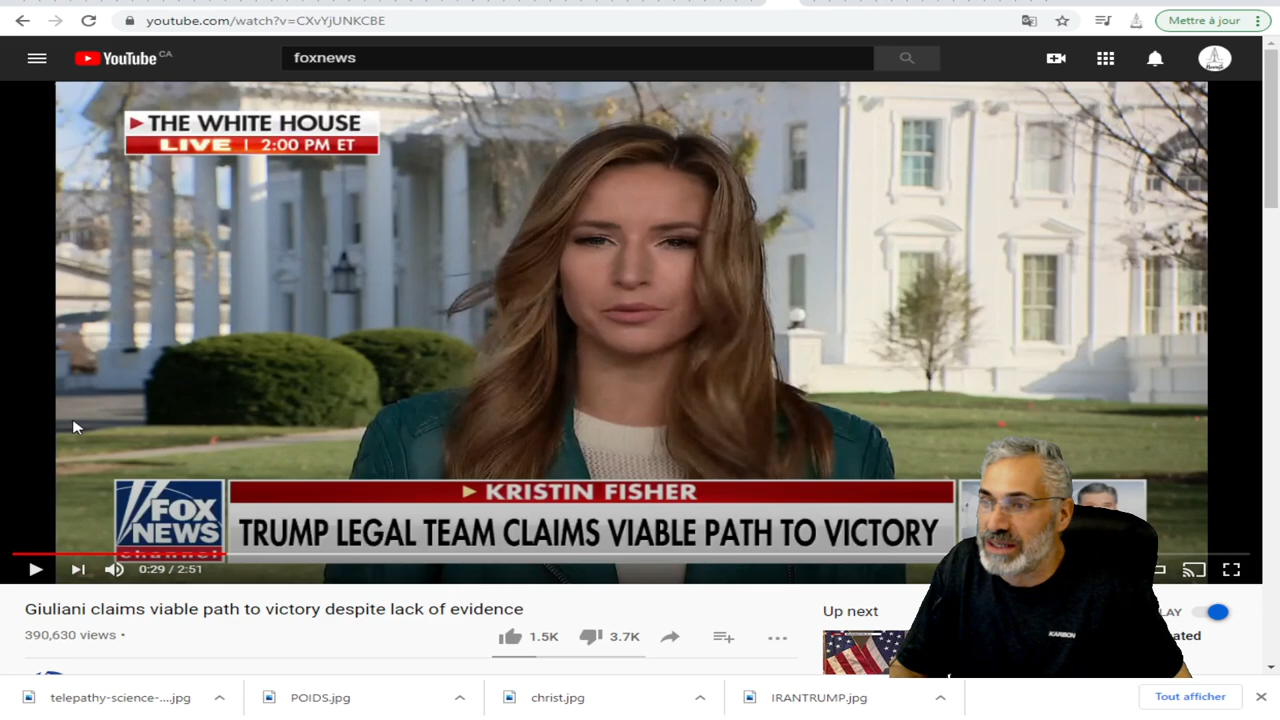 youtube.com/watch?v=CXvYjUNKCBE
Mettre à jour
YouTube CA
foxnews
THE WHITE HOUSE
LIVE | 2:00 PM ET
KRISTIN FISHER
FOX NEWS channel
TRUMP LEGAL TEAM CLAIMS VIABLE PATH TO VICTORY
0:29 / 2:51
Giuliani claims viable path to victory despite lack of evidence
390,630 views •
1.5K
3.7K
Up next
KARBON
telepathy-science-....jpg
POIDS.jpg
christ.jpg
IRANTRUMP.jpg
Tout afficher